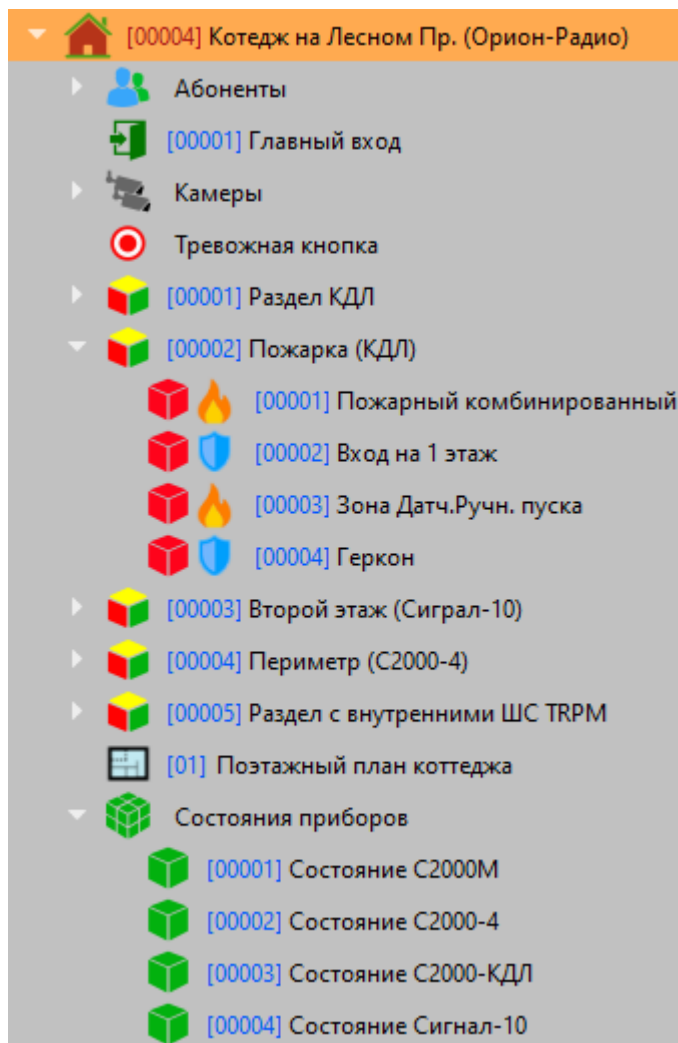 [00004] Котедж на Лесном Пр. (Орион-Радио)
Абоненты
[00001] Главный вход
Камеры
Тревожная кнопка
[00001] Раздел КДЛ
[00002] Пожарка (КДЛ)
[00001] Пожарный комбинированный
[00002] Вход на 1 этаж
[00003] Зона Датч.Ручн. пуска
[00004] Геркон
[00003] Второй этаж (Сиграл-10)
[00004] Периметр (С2000-4)
[00005] Раздел с внутренними ШС TRPM
[01] Поэтажный план коттеджа
Состояния приборов
[00001] Состояние С2000М
[00002] Состояние С2000-4
[00003] Состояние С2000-КДЛ
[00004] Состояние Сигнал-10